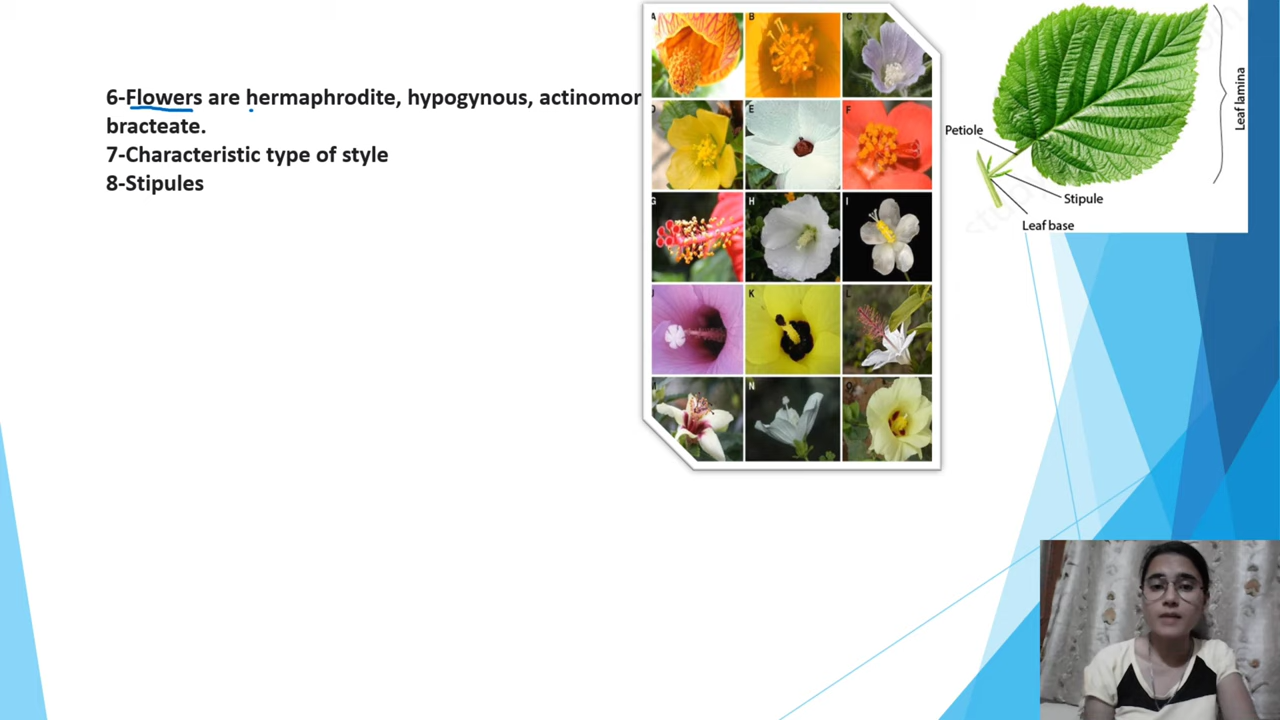 6-Flowers are hermaphrodite, hypogynous, actinomor
bracteate.
7-Characteristic type of style
8-Stipules
A
B
C
D
E
F
G
H
I
J
K
L
N
O
Petiole
Leaf lamina
Stipule
Leaf base